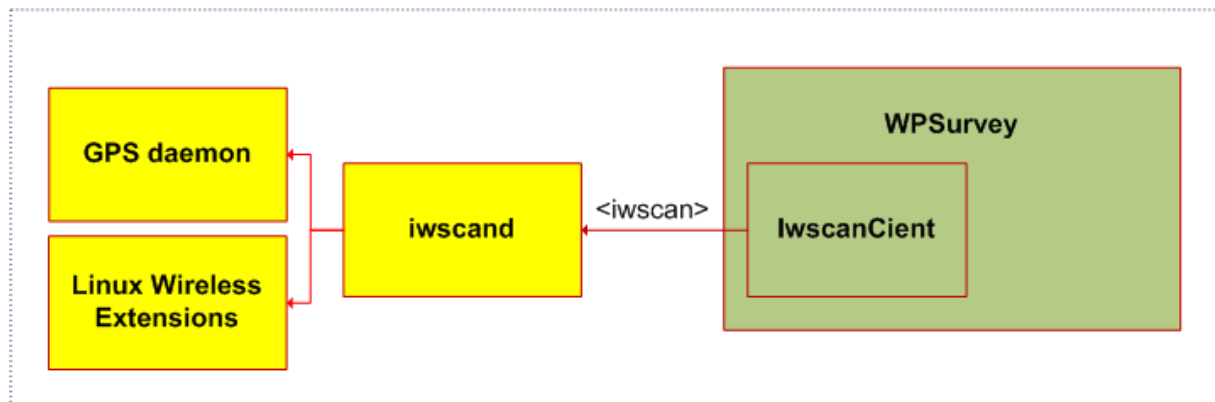 GPS daemon
Linux Wireless
Extensions
iwscand
<iwscan>
WPSurvey
IwscanCient